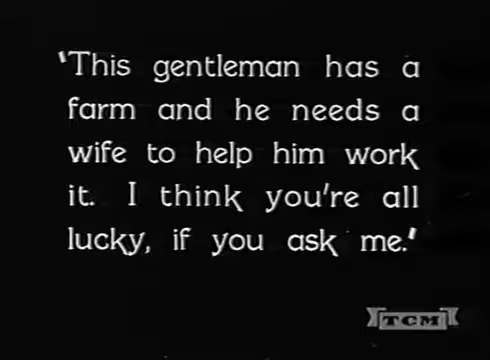 'This gentleman has a
farm and he needs a
wife to help him work
it. I think you're all
lucky, if you ask me.'
TCM